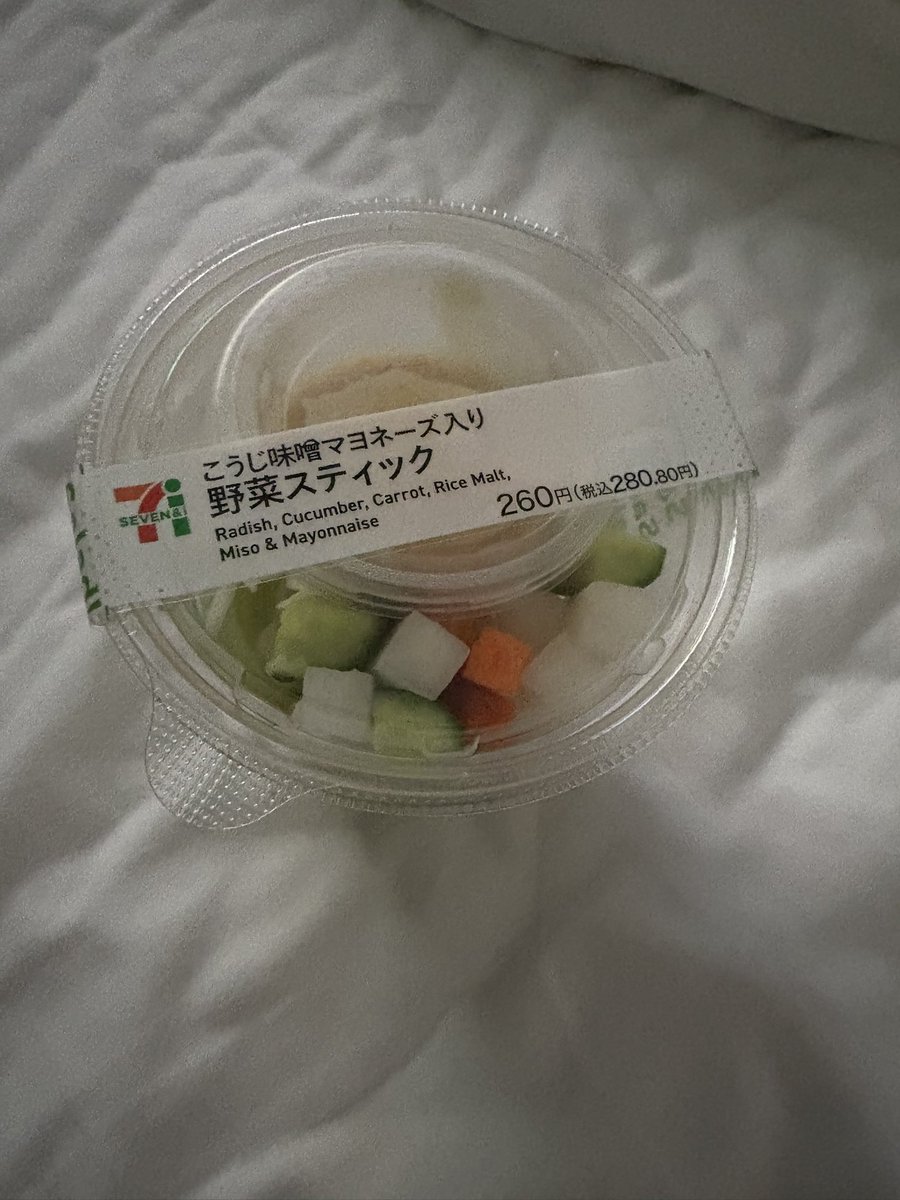 こうじ味噌マヨネーズ入り
野菜スティック
Radish, Cucumber, Carrot, Rice Malt,
Miso & Mayonnaise
260円(税込280.80円)
SEVEN&i